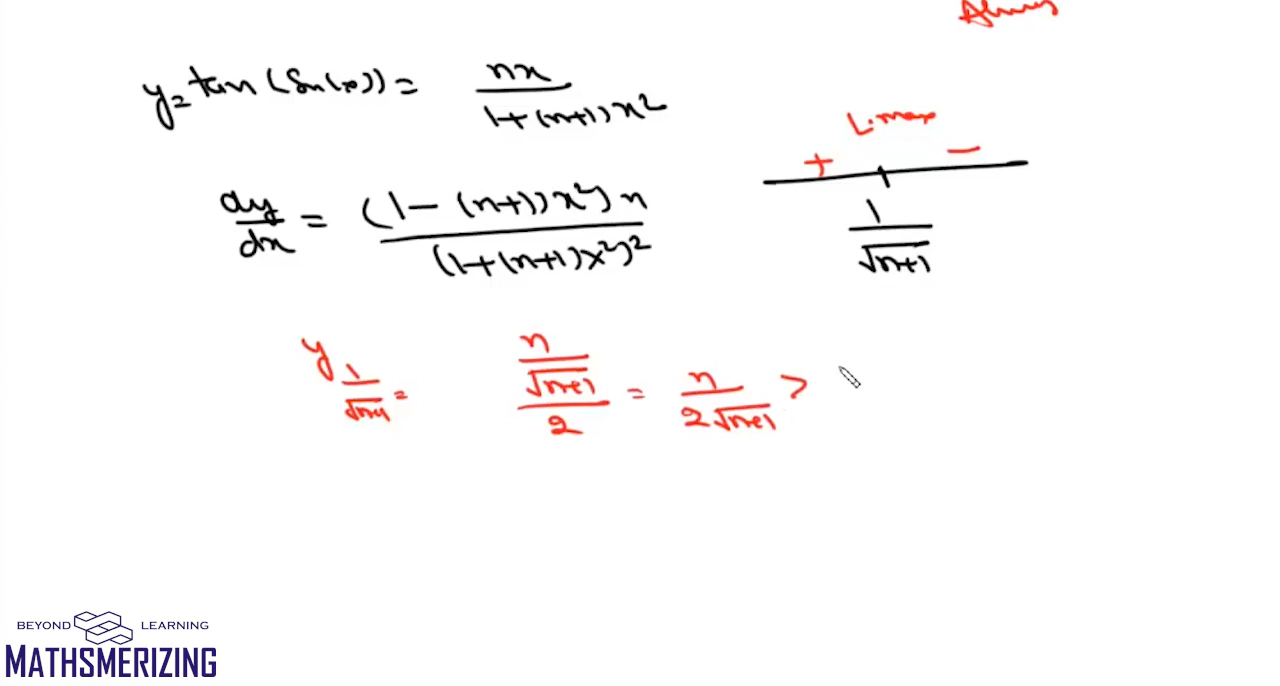 y = tan(Sn(x)) = nx / 1+(n+1)x²
L.max
+ −
dy/dx = (1-(n+1)x²)n / (1+(n+1)x²)²
1/√n+1
y 1/√n+1 = n/√n+1 / 2 = n / 2√n+1 >
BEYOND LEARNING
MATHSMERIZING